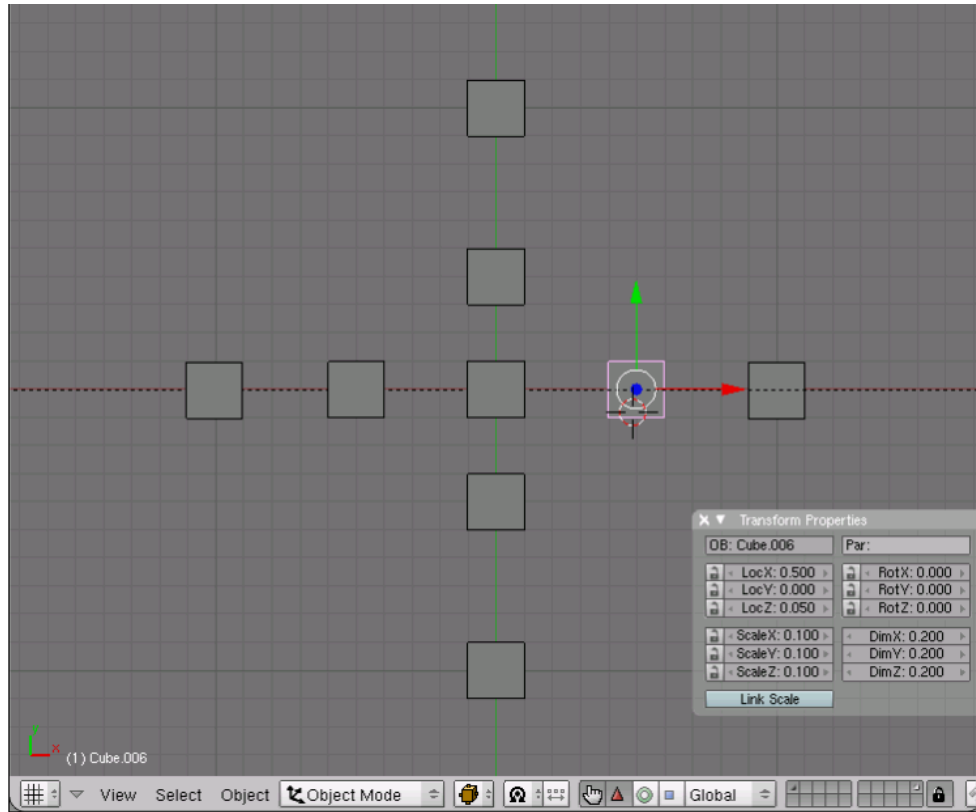 Transform Properties
OB: Cube.006 Par:
LocX: 0.500 RotX: 0.000
LocY: 0.000 RotY: 0.000
LocZ: 0.050 RotZ: 0.000
ScaleX: 0.100 DimX: 0.200
ScaleY: 0.100 DimY: 0.200
ScaleZ: 0.100 DimZ: 0.200
Link Scale
Y
X
(1) Cube.006
View Select Object Object Mode Global